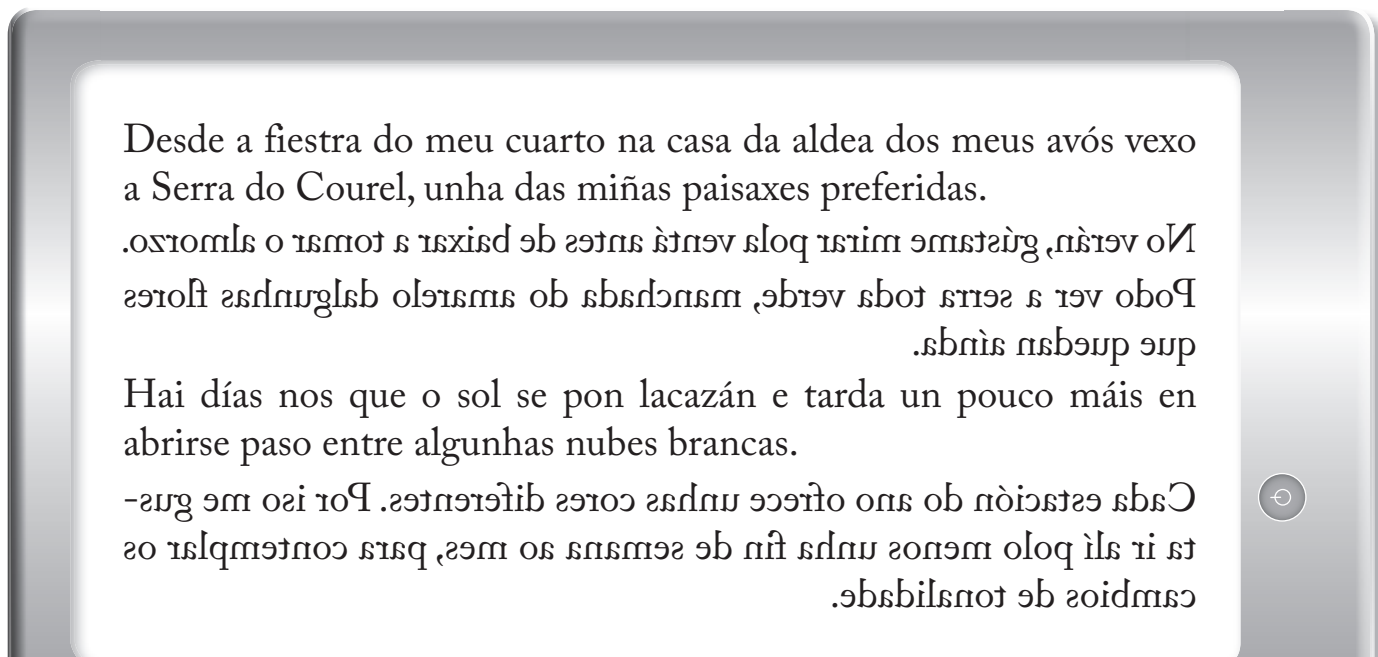 Desde a fiestra do meu cuarto na casa da aldea dos meus avós vexo
a Serra do Courel, unha das miñas paisaxes preferidas.
No verán, gústame mirar pola ventá antes de baixar a tomar o almorzo.
Podo ver a serra toda verde, manchada do amarelo dalgunhas flores
que quedan aínda.
Hai días nos que o sol se pon lacazán e tarda un pouco máis en
abrirse paso entre algunhas nubes brancas.
Cada estación do ano ofrece unhas cores diferentes. Por iso me gus-
ta ir alí polo menos unha fin de semana ao mes, para contemplar os
cambios de tonalidade.